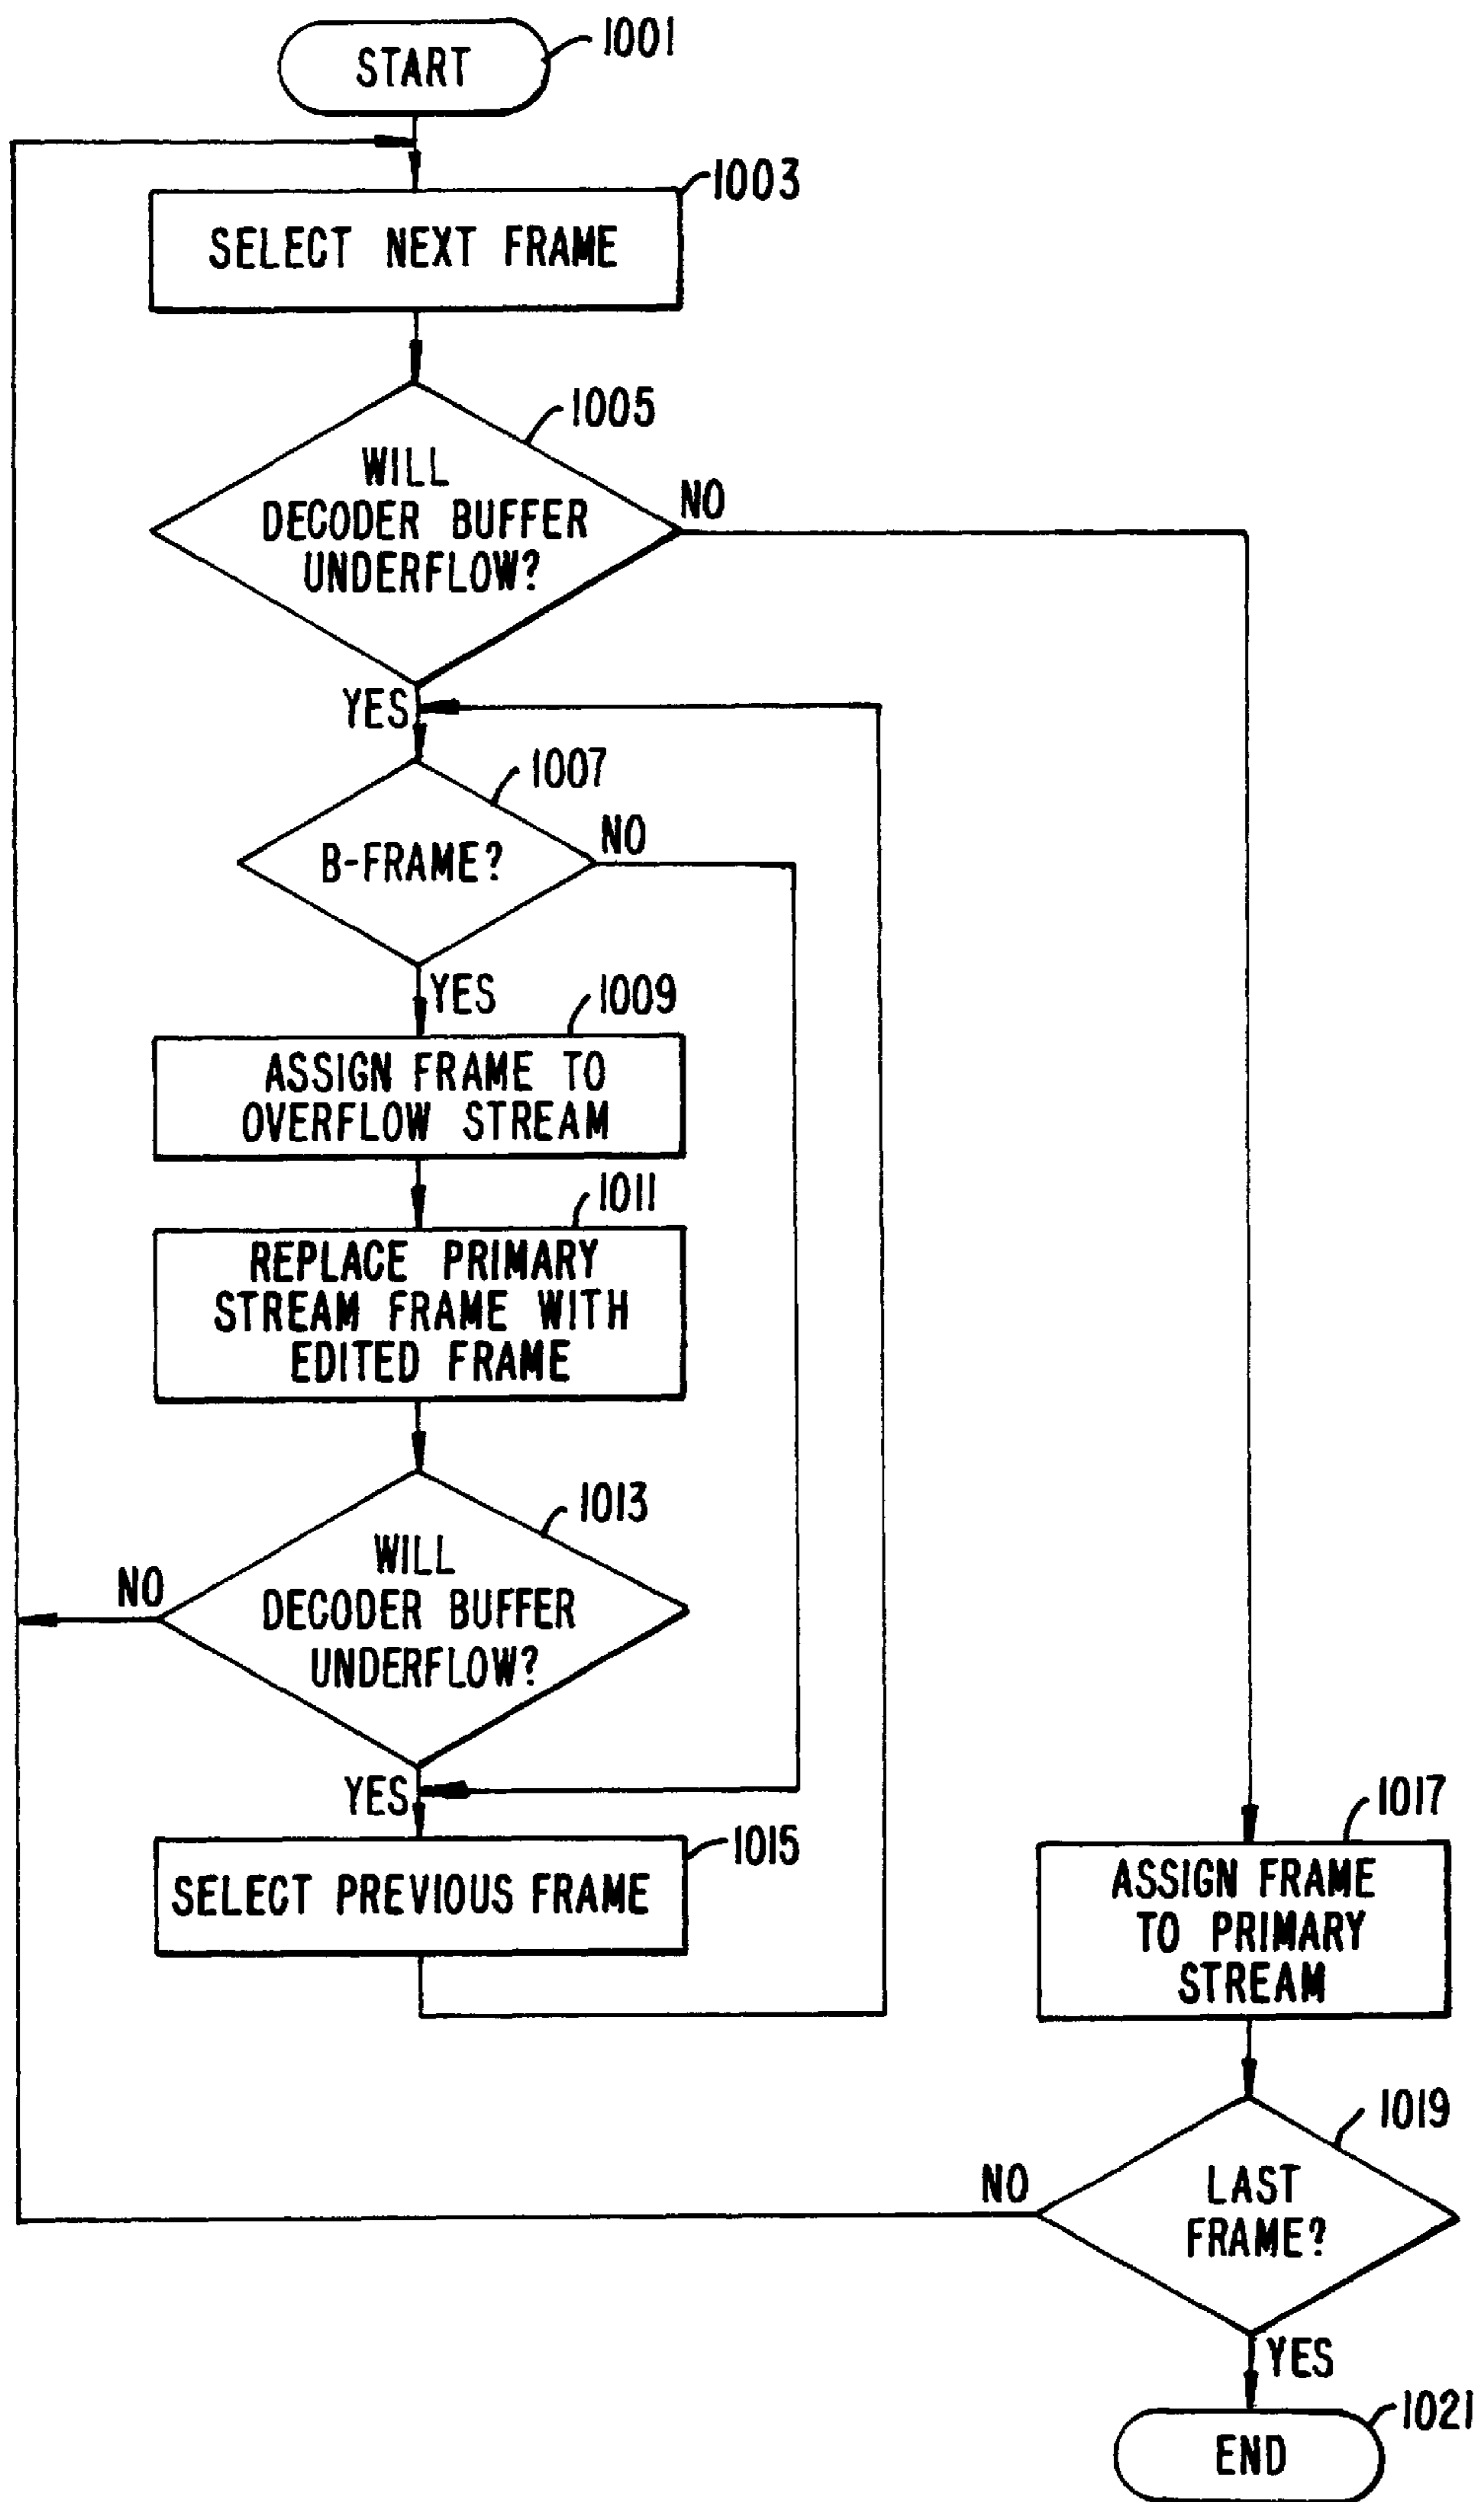 START
1001
1003
SELECT NEXT FRAME
1005
WILL
DECODER BUFFER
UNDERFLOW?
NO
YES
1007
B-FRAME?
NO
YES
1009
ASSIGN FRAME TO
OVERFLOW STREAM
1011
REPLACE PRIMARY
STREAM FRAME WITH
EDITED FRAME
1013
WILL
DECODER BUFFER
UNDERFLOW?
NO
YES
1015
SELECT PREVIOUS FRAME
1017
ASSIGN FRAME
TO PRIMARY
STREAM
1019
LAST
FRAME?
NO
YES
1021
END